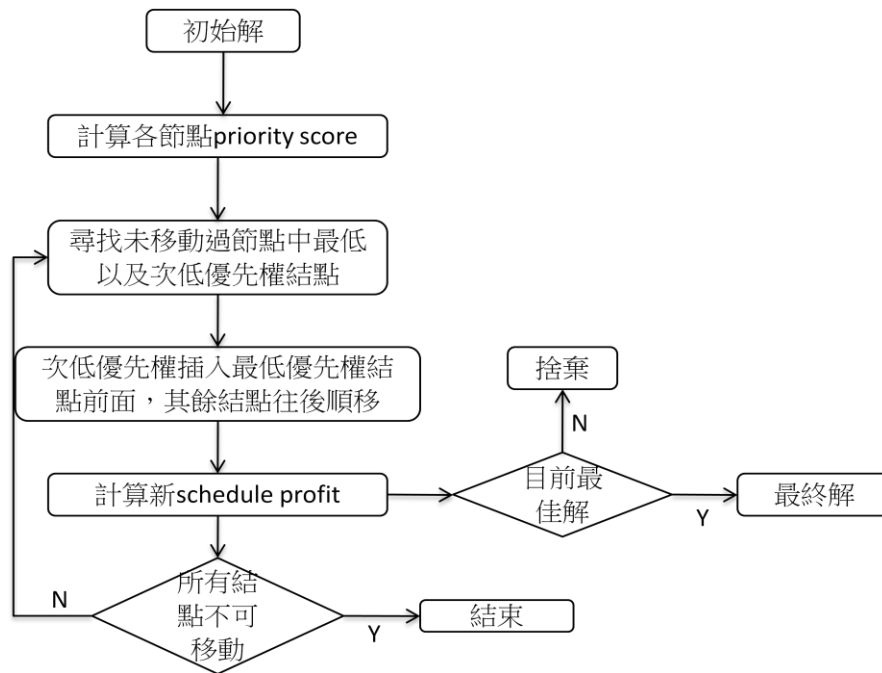 初始解
計算各節點priority score
尋找未移動過節點中最低
以及次低優先權結點
次低優先權插入最低優先權結
點前面，其餘結點往後順移
捨棄
N
計算新schedule profit
目前最
佳解
Y
最終解
所有結
點不可
移動
N
Y
結束